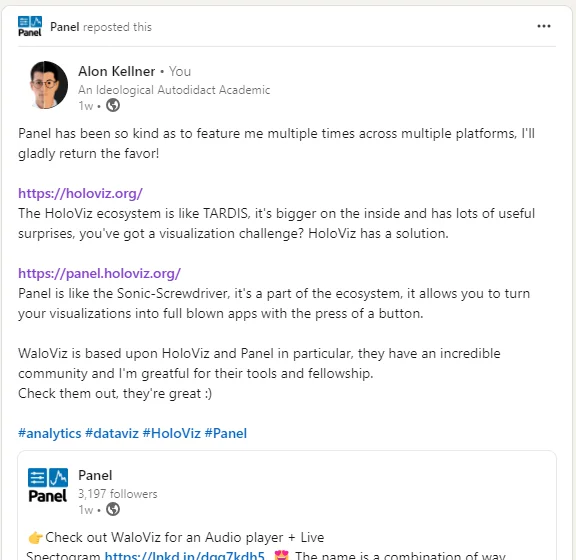 Panel
Panel reposted this
Alon Kellner • You
An Ideological Autodidact Academic
1w •
Panel has been so kind as to feature me multiple times across multiple platforms, I'll
gladly return the favor!
https://holoviz.org/
The HoloViz ecosystem is like TARDIS, it's bigger on the inside and has lots of useful
surprises, you've got a visualization challenge? HoloViz has a solution.
https://panel.holoviz.org/
Panel is like the Sonic-Screwdriver, it's a part of the ecosystem, it allows you to turn
your visualizations into full blown apps with the press of a button.
WaloViz is based upon HoloViz and Panel in particular, they have an incredible
community and I'm greatful for their tools and fellowship.
Check them out, they're great :)
#analytics #dataviz #HoloViz #Panel
Panel
Panel
3,197 followers
1w •
👉Check out WaloViz for an Audio player + Live
Spectogram https://lnkd.in/dgg7kdh5 😍 The name is a combination of way